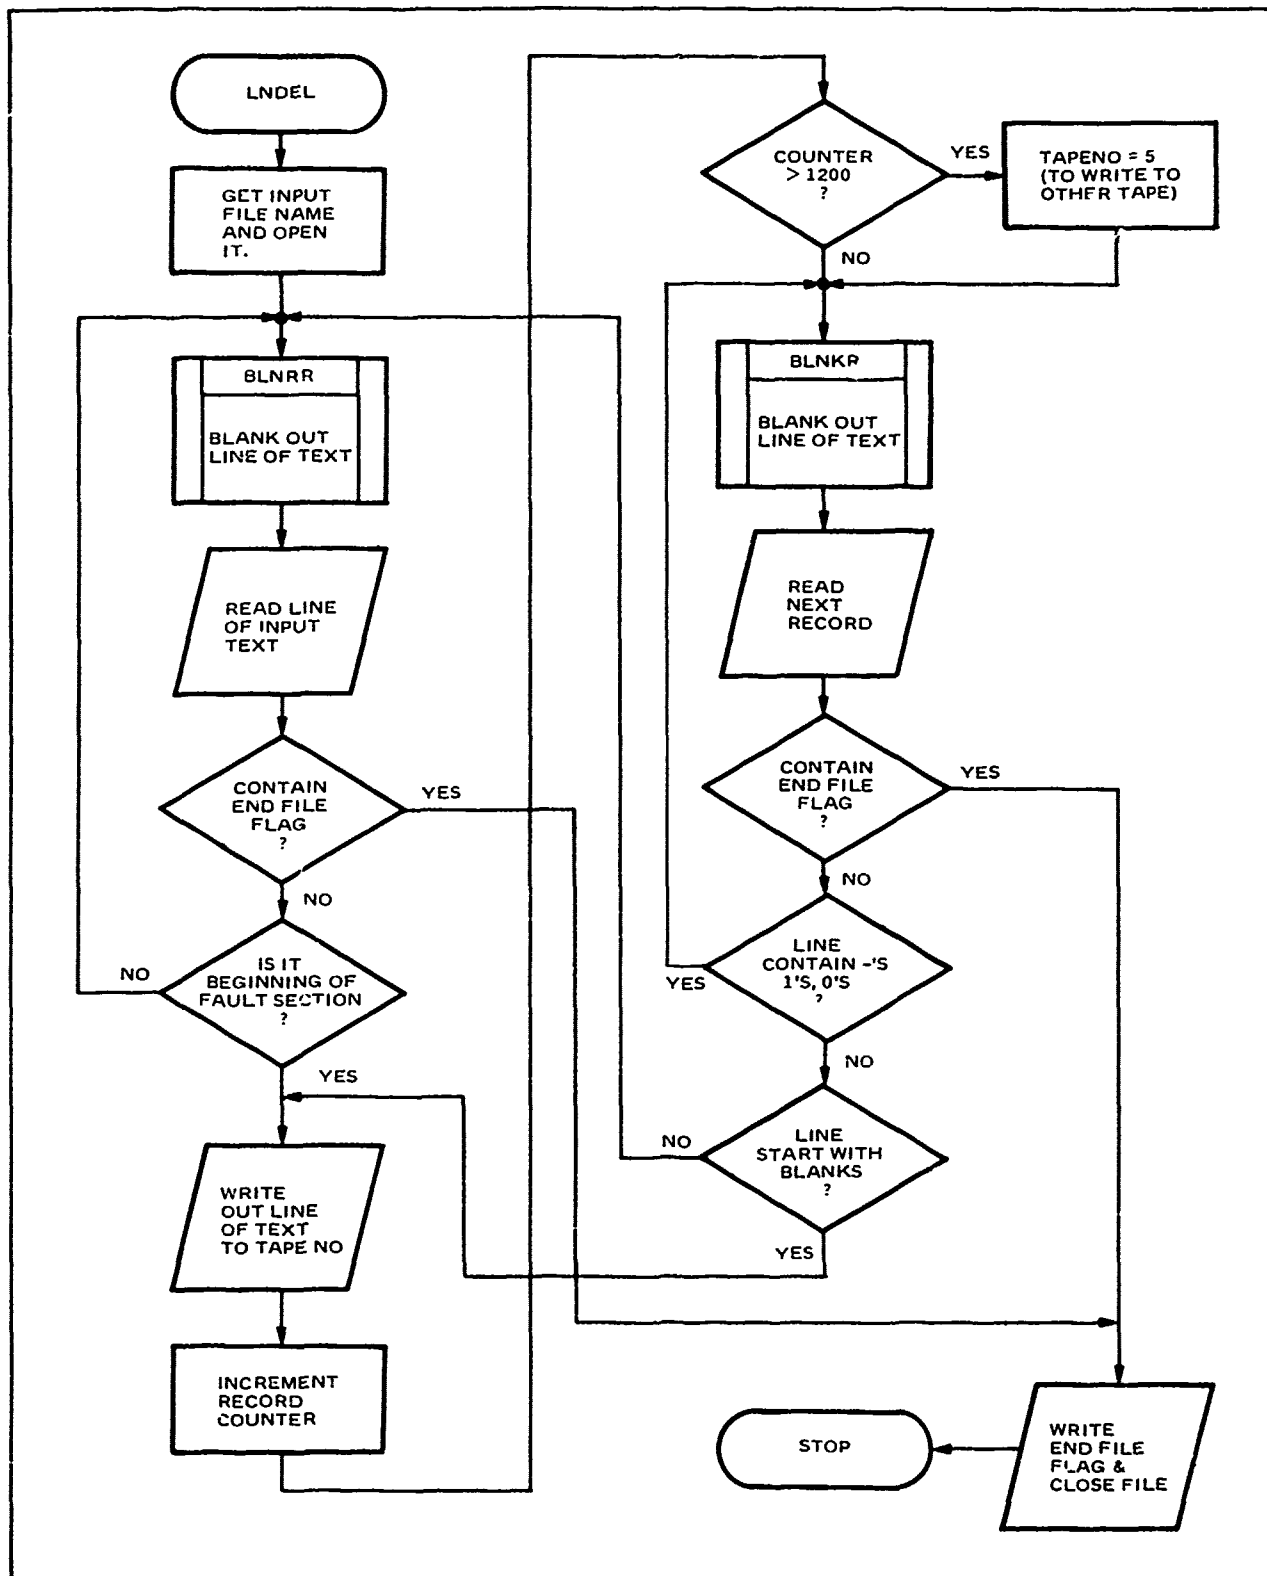 LNDEL
GET INPUT
FILE NAME
AND OPEN
IT.
BLNRR
BLANK OUT
LINE OF TEXT
READ LINE
OF INPUT
TEXT
CONTAIN
END FILE
FLAG
?
YES
NO
IS IT
BEGINNING OF
FAULT SECTION
?
NO
YES
WRITE
OUT LINE
OF TEXT
TO TAPE NO
INCREMENT
RECORD
COUNTER
COUNTER
> 1200
?
YES
TAPENO = 5
(TO WRITE TO
OTHER TAPE)
NO
BLNKR
BLANK OUT
LINE OF TEXT
READ
NEXT
RECORD
CONTAIN
END FILE
FLAG
?
YES
NO
LINE
CONTAIN -'S
1'S, 0'S
?
YES
NO
LINE
START WITH
BLANKS
?
NO
YES
WRITE
END FILE
FLAG &
CLOSE FILE
STOP